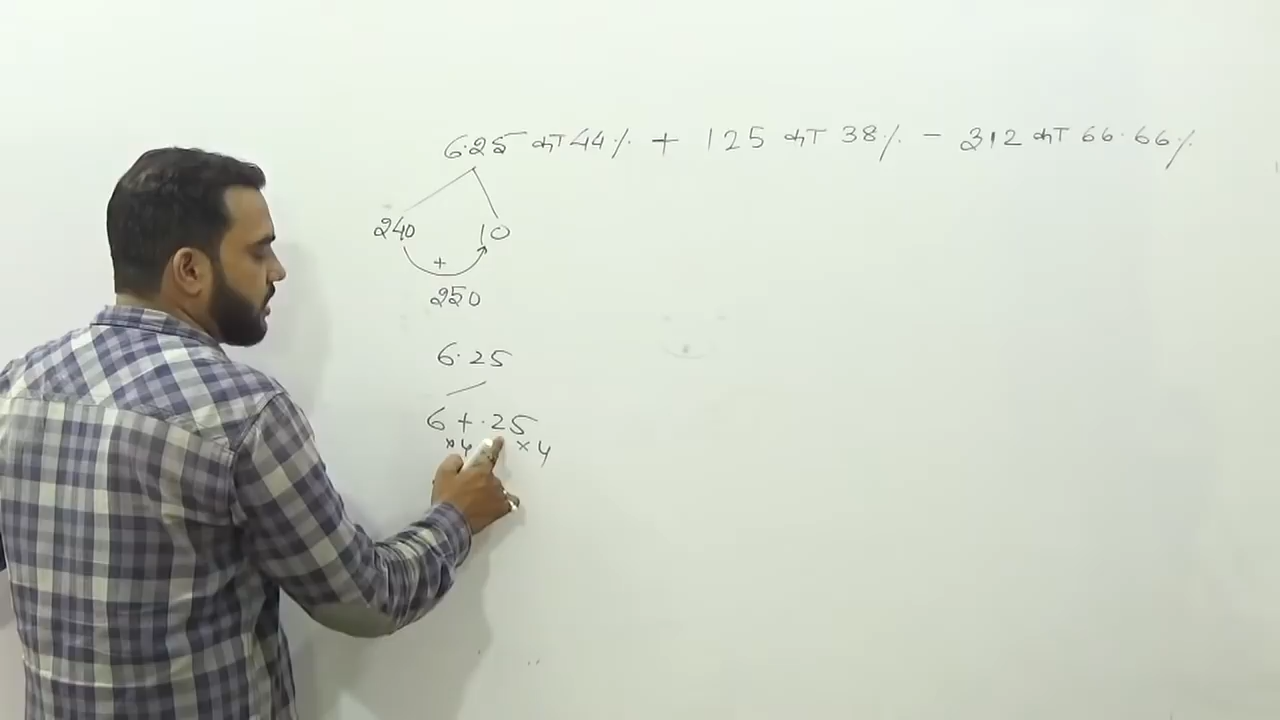 6.25 का 44% + 125 का 38% - 312 का 66.66%
240 10
+
250
6.25
6 + .25
×4 ×4